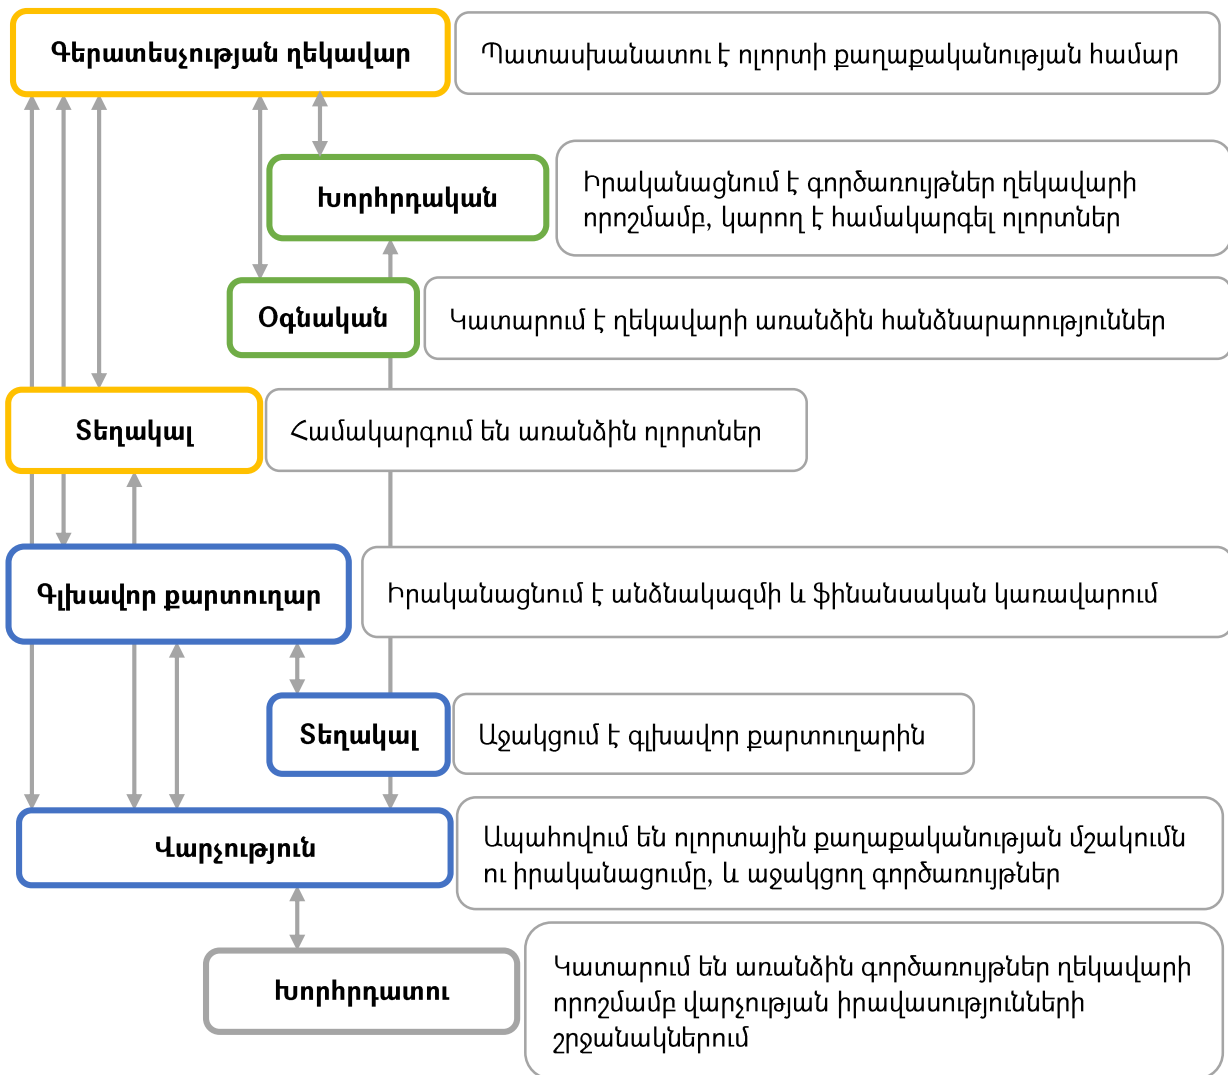 Գերատեսչության ղեկավար
Պատասխանատու է ոլորտի քաղաքականության համար
Խորհրդական
Իրականացնում է գործառույթներ ղեկավարի
որոշմամբ, կարող է համակարգել ոլորտներ
Օգնական
Կատարում է ղեկավարի առանձին հանձնարարություններ
Տեղակալ
Համակարգում են առանձին ոլորտներ
Գլխավոր քարտուղար
Իրականացնում է անձնակազմի և ֆինանսական կառավարում
Տեղակալ
Աջակցում է գլխավոր քարտուղարին
Վարչություն
Ապահովում են ոլորտային քաղաքականության մշակումն
ու իրականացումը, և աջակցող գործառույթներ
Խորհրդատու
Կատարում են առանձին գործառույթներ ղեկավարի
որոշմամբ վարչության իրավասությունների
շրջանակներում